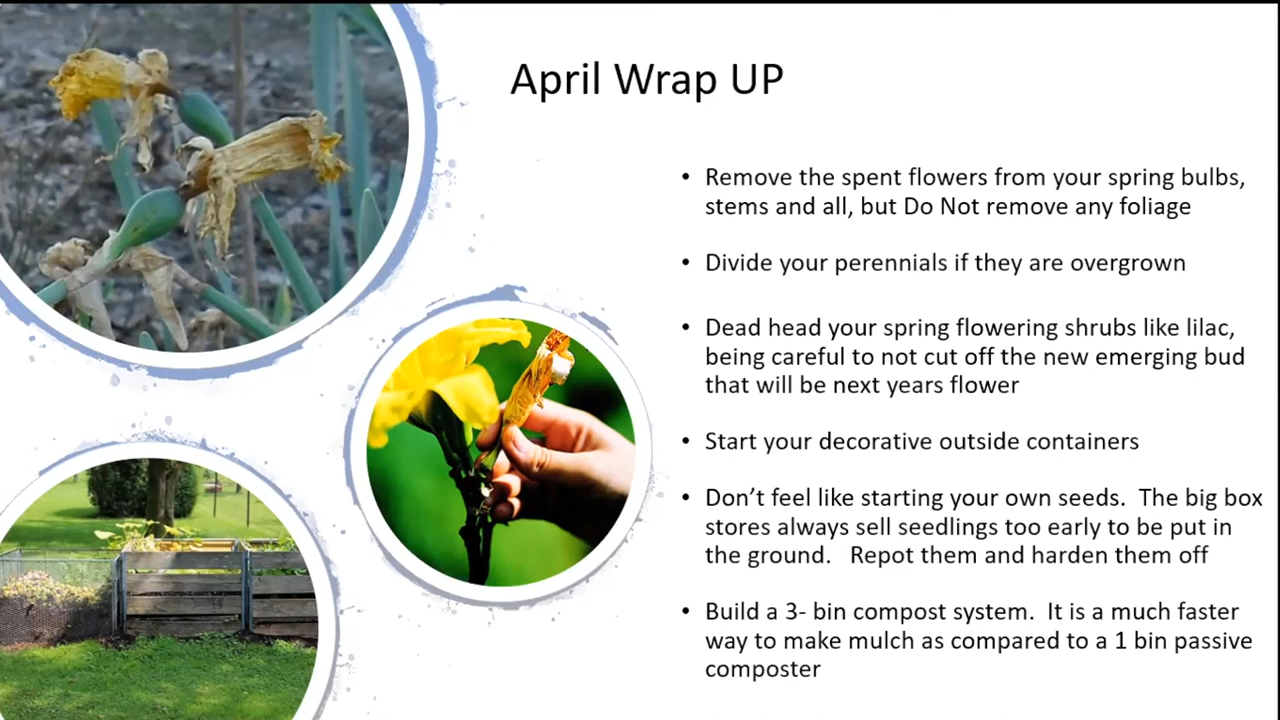 April Wrap UP
• Remove the spent flowers from your spring bulbs,
stems and all, but Do Not remove any foliage
• Divide your perennials if they are overgrown
• Dead head your spring flowering shrubs like lilac,
being careful to not cut off the new emerging bud
that will be next years flower
• Start your decorative outside containers
• Don’t feel like starting your own seeds.  The big box
stores always sell seedlings too early to be put in
the ground.   Repot them and harden them off
• Build a 3- bin compost system.  It is a much faster
way to make mulch as compared to a 1 bin passive
composter